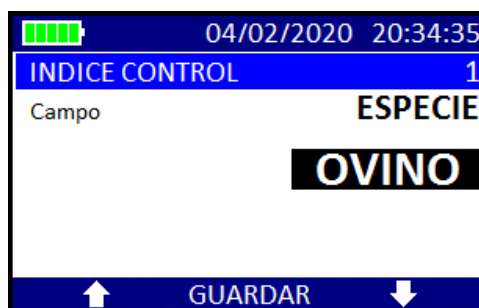 04/02/2020 20:34:35
INDICE CONTROL 1
Campo ESPECIE
OVINO
GUARDAR